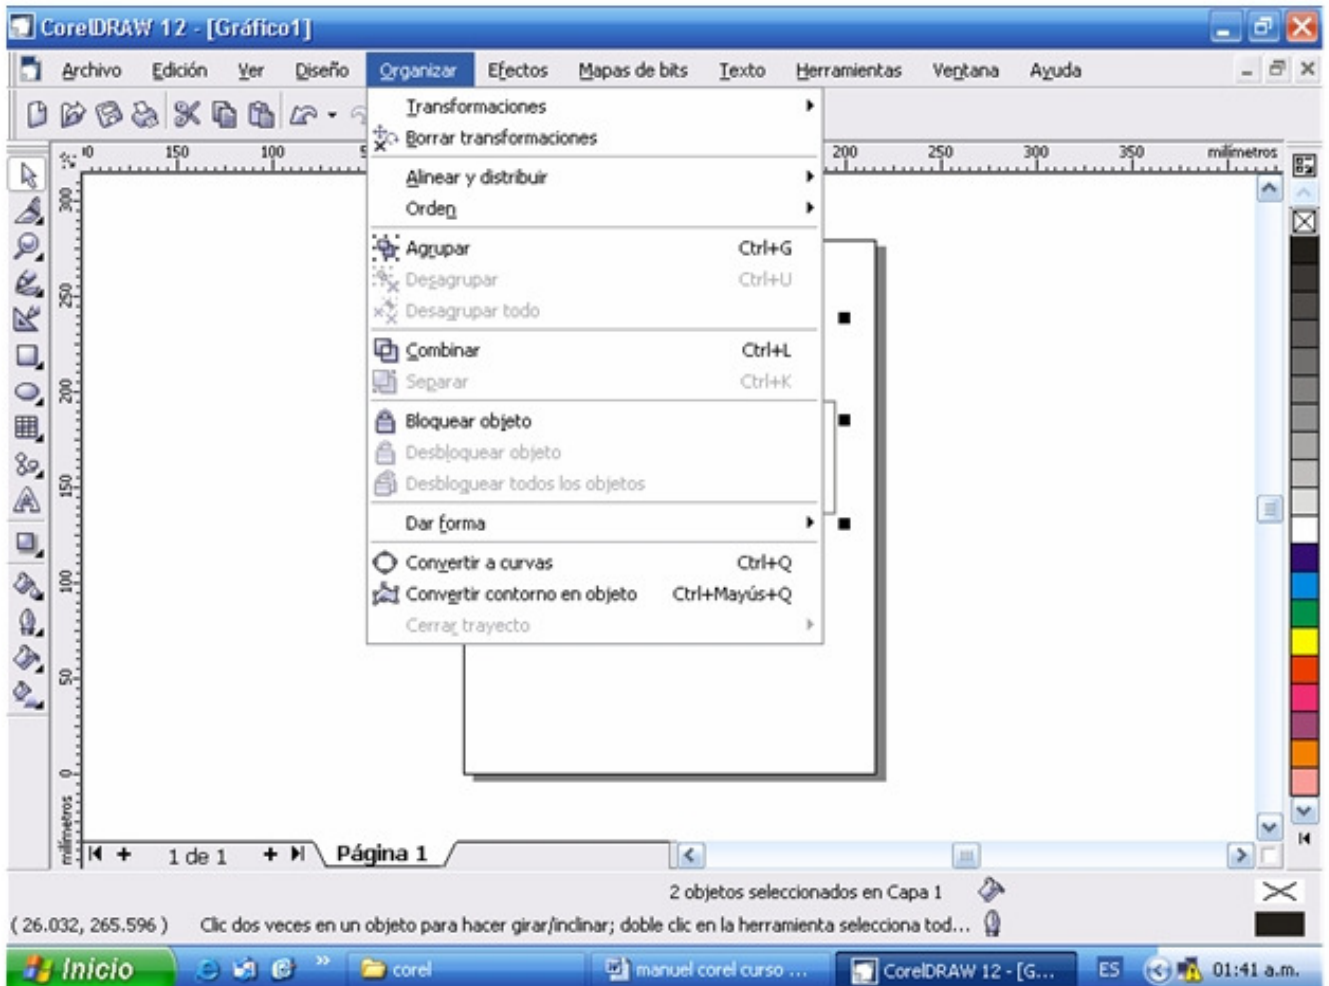 CorelDRAW 12 - [Gráfico1]
Archivo Edición Ver Diseño Organizar Efectos Mapas de bits Texto Herramientas Ventana Ayuda
Transformaciones
Borrar transformaciones
150 100 200 250 300 350 milímetros
Alinear y distribuir
Orden
300
Agrupar Ctrl+G
Desagrupar Ctrl+U
250
Desagrupar todo
Combinar Ctrl+L
Separar Ctrl+K
200
Bloquear objeto
Desbloquear objeto
Desbloquear todos los objetos
150
Dar forma
Convertir a curvas Ctrl+Q
100
Convertir contorno en objeto Ctrl+Mayús+Q
Cerrar trayecto
50
0
milímetros
1 de 1 Página 1
2 objetos seleccionados en Capa 1
( 26.032, 265.596 ) Clic dos veces en un objeto para hacer girar/inclinar; doble clic en la herramienta selecciona tod...
Inicio » corel manuel corel curso ... CorelDRAW 12 - [G... ES 01:41 a.m.